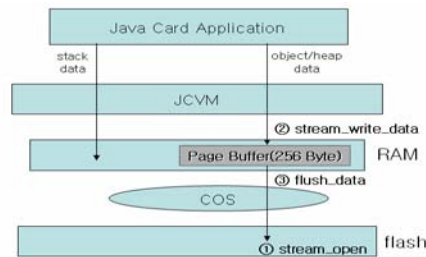 Java Card Application
stack
data
object/heap
data
JCVM
② stream_write_data
Page Buffer(256 Byte)
RAM
③ flush_data
COS
① stream_open
flash